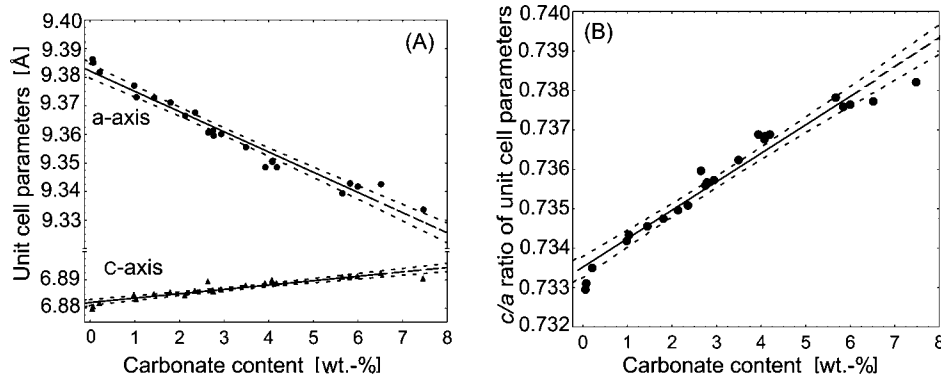 9.40
(A)
9.39
9.38
9.37
a-axis
9.36
9.35
9.34
9.33
c-axis
6.89
6.88
0 1 2 3 4 5 6 7 8
Carbonate content [wt.-%]
Unit cell parameters [Å]
0.740
(B)
0.739
0.738
0.737
0.736
0.735
0.734
0.733
0.732
0 1 2 3 4 5 6 7 8
Carbonate content [wt.-%]
c/a ratio of unit cell parameters